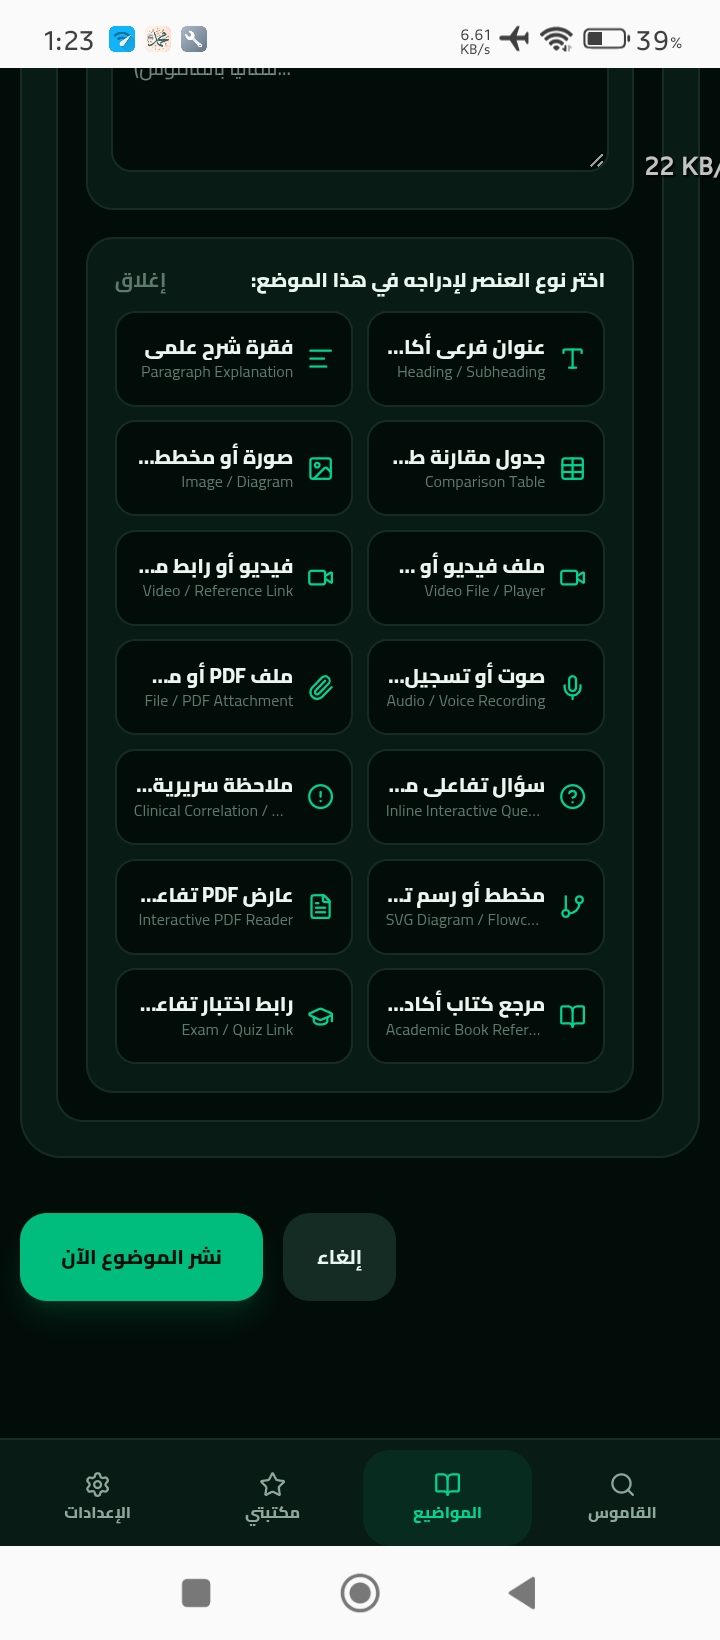 1:23
6.61 KB/s
39%
...تلقائيا بالقاموس)
22 KB/
اختر نوع العنصر لإدراجه في هذا الموضع:
إغلاق
عنوان فرعي أكا...
Heading / Subheading
فقرة شرح علمي
Paragraph Explanation
جدول مقارنة ط...
Comparison Table
صورة أو مخطط...
Image / Diagram
ملف فيديو أو ...
Video File / Player
فيديو أو رابط م...
Video / Reference Link
صوت أو تسجيل...
Audio / Voice Recording
ملف PDF أو م...
File / PDF Attachment
سؤال تفاعلي م...
Inline Interactive Que...
ملاحظة سريرية...
Clinical Correlation / ...
مخطط أو رسم ت...
SVG Diagram / Flowc...
عارض PDF تفاع...
Interactive PDF Reader
مرجع كتاب أكاد...
Academic Book Refer...
رابط اختبار تفاع...
Exam / Quiz Link
إلغاء
نشر الموضوع الآن
القاموس
المواضيع
مكتبتي
الإعدادات